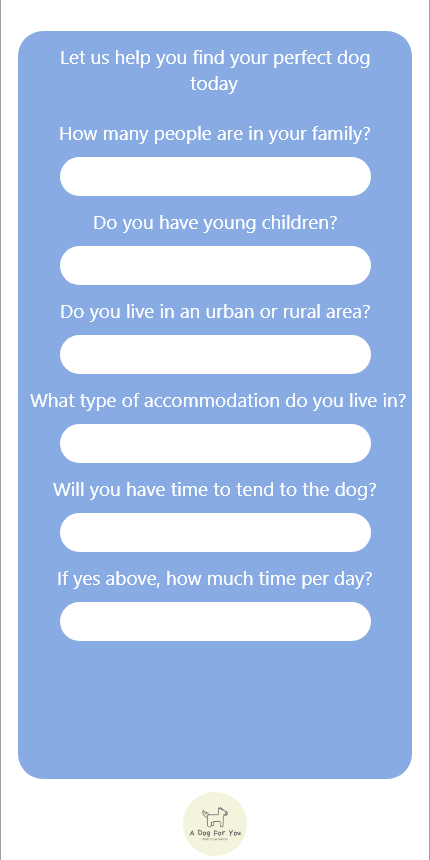 Let us help you find your perfect dog
today
How many people are in your family?
Do you have young children?
Do you live in an urban or rural area?
What type of accommodation do you live in?
Will you have time to tend to the dog?
If yes above, how much time per day?
A Dog For You